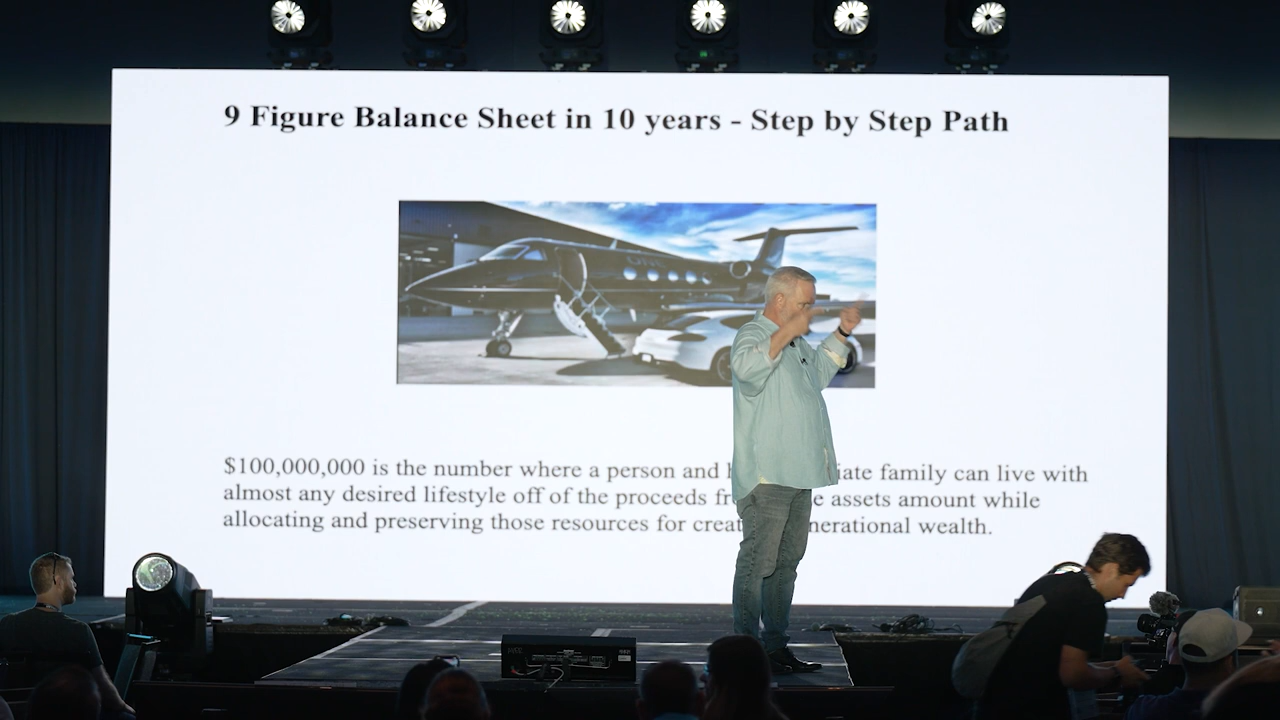 9 Figure Balance Sheet in 10 years - Step by Step Path
$100,000,000 is the number where a person and family can live with
almost any desired lifestyle off of the proceeds assets amount while
allocating and preserving those resources for wealth.